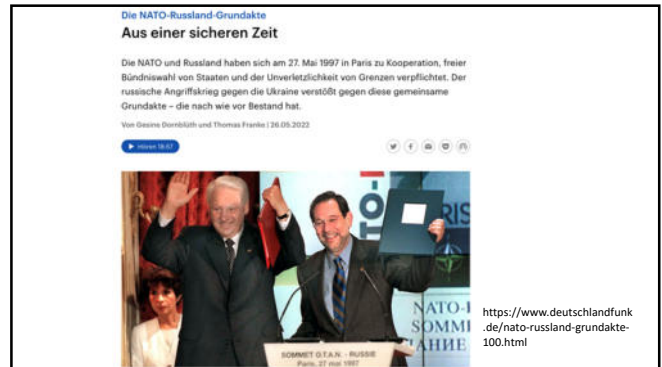 Die NATO-Russland-Grundakte
Aus einer sicheren Zeit
Die NATO und Russland haben sich am 27. Mai 1997 in Paris zu Kooperation, freier
Bündniswahl von Staaten und der Unverletzlichkeit von Grenzen verpflichtet. Der
russische Angriffskrieg gegen die Ukraine verstößt gegen diese gemeinsame
Grundakte – die nach wie vor Bestand hat.
Von Gesine Dornblüth und Thomas Franke | 26.05.2022
Hören 18:57
RIS
NATO-
SOMM
АНИЕ
SOMMET O.T.A.N. - RUSSIE
Paris, 27 mai 1997
https://www.deutschlandfunk
.de/nato-russland-grundakte-
100.html